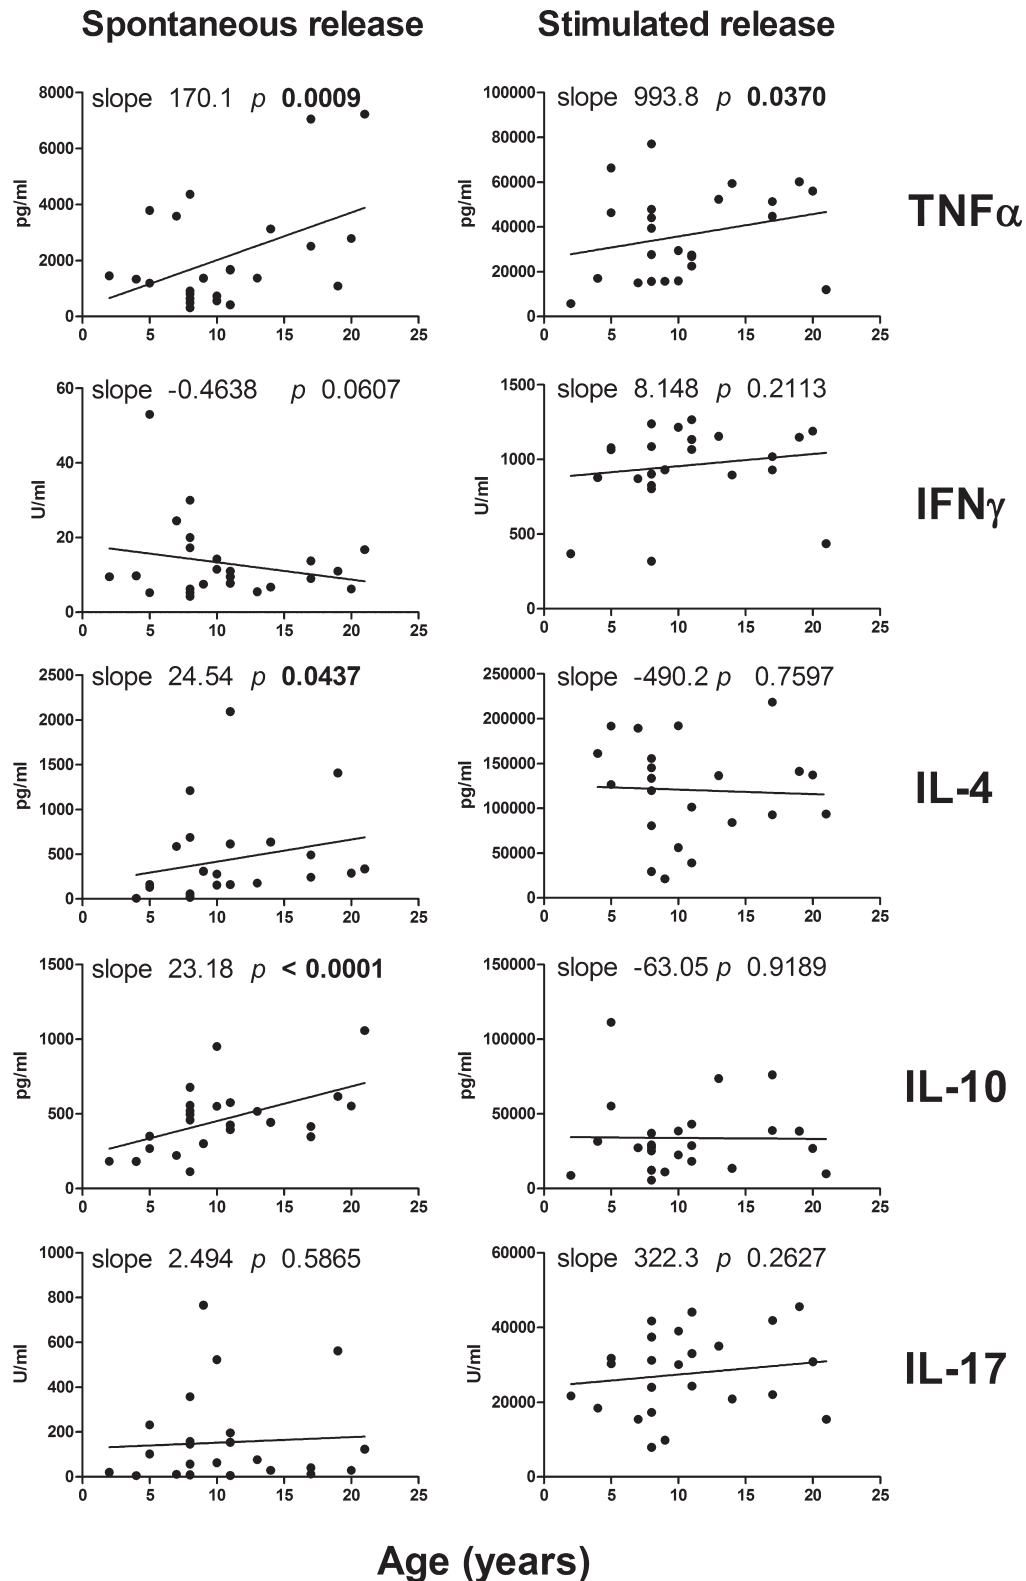 Spontaneous release
Stimulated release
slope 170.1 p 0.0009
8000
6000
4000
2000
0
pg/ml
0 5 10 15 20 25
slope 993.8 p 0.0370
100000
80000
60000
40000
20000
0
pg/ml
0 5 10 15 20 25
TNFα
slope -0.4638 p 0.0607
60
40
20
0
U/ml
0 5 10 15 20 25
slope 8.148 p 0.2113
1500
1000
500
0
U/ml
0 5 10 15 20 25
IFNγ
slope 24.54 p 0.0437
2500
2000
1500
1000
500
0
pg/ml
0 5 10 15 20 25
slope -490.2 p 0.7597
250000
200000
150000
100000
50000
0
pg/ml
0 5 10 15 20 25
IL-4
slope 23.18 p < 0.0001
1500
1000
500
0
pg/ml
0 5 10 15 20 25
slope -63.05 p 0.9189
150000
100000
50000
0
pg/ml
0 5 10 15 20 25
IL-10
slope 2.494 p 0.5865
1000
800
600
400
200
0
U/ml
0 5 10 15 20 25
slope 322.3 p 0.2627
60000
40000
20000
0
U/ml
0 5 10 15 20 25
IL-17
Age (years)